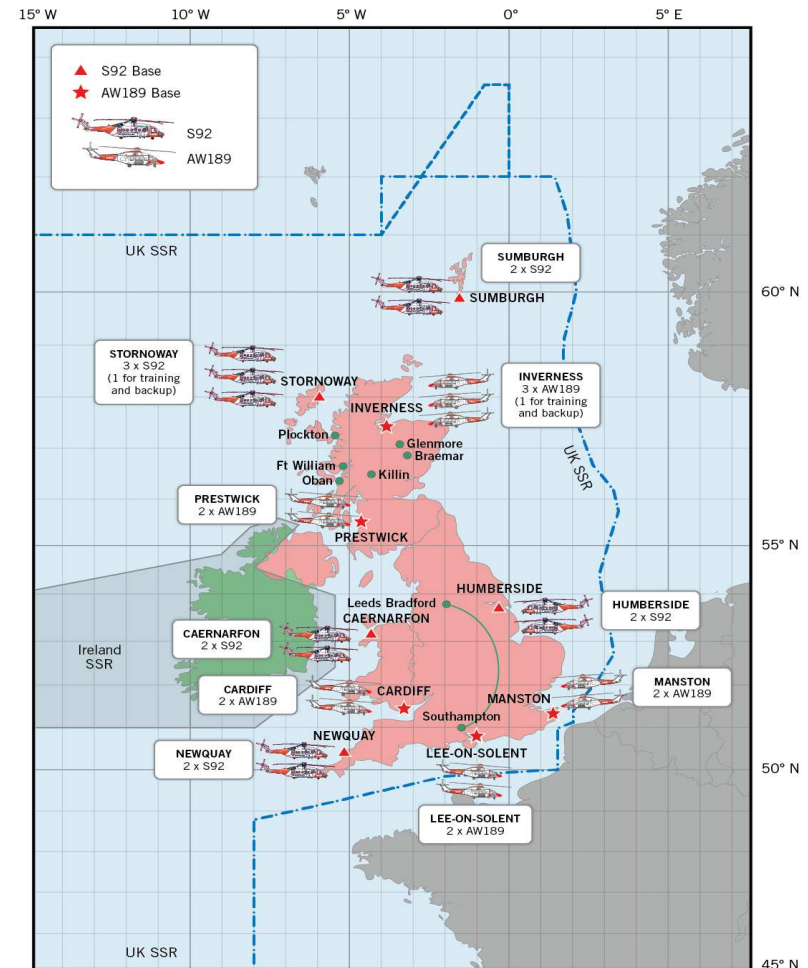 15° W
10° W
5° W
0°
5° E
S92 Base
AW189 Base
S92
AW189
UK SSR
SUMBURGH
2 x S92
60° N
SUMBURGH
STORNOWAY
3 x S92
(1 for training
and backup)
STORNOWAY
INVERNESS
INVERNESS
3 x AW189
(1 for training
and backup)
Plockton
Glenmore
Braemar
UK SSR
Ft William
Killin
Oban
PRESTWICK
2 x AW189
PRESTWICK
55° N
HUMBERSIDE
HUMBERSIDE
2 x S92
Leeds Bradford
CAERNARFON
CAERNARFON
2 x S92
Ireland
SSR
CARDIFF
2 x AW189
CARDIFF
MANSTON
MANSTON
2 x AW189
Southampton
NEWQUAY
NEWQUAY
2 x S92
LEE-ON-SOLENT
50° N
LEE-ON-SOLENT
2 x AW189
UK SSR
45° N